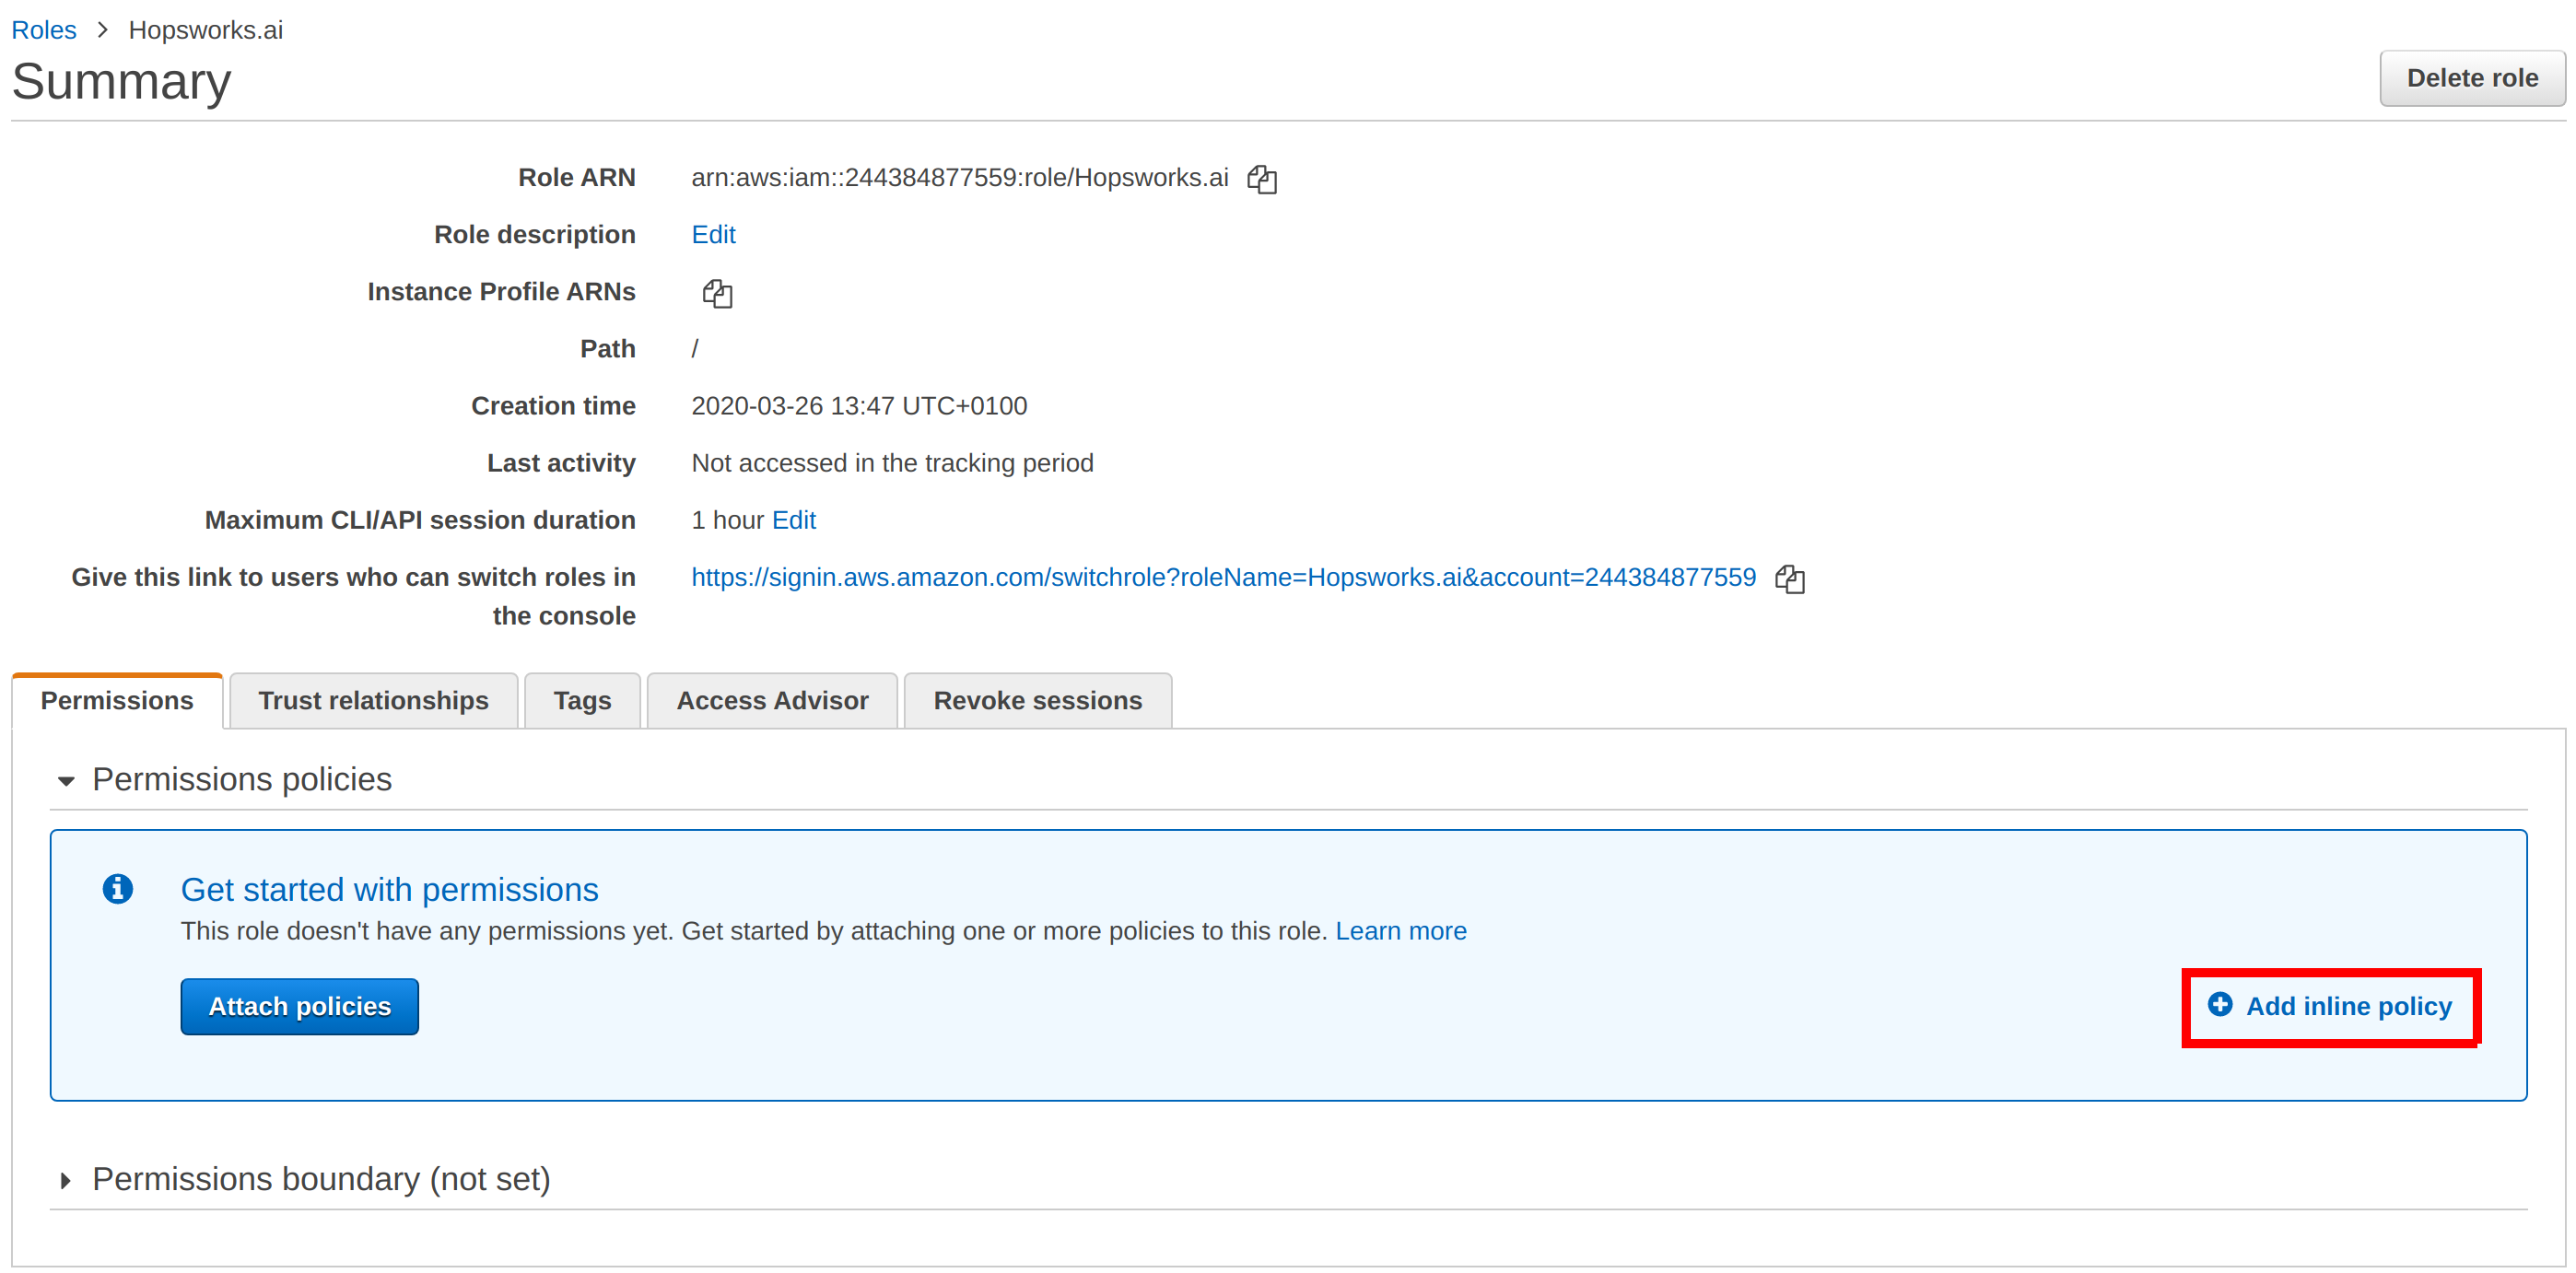 Roles > Hopsworks.ai
Summary
Delete role
Role ARN arn:aws:iam::244384877559:role/Hopsworks.ai
Role description Edit
Instance Profile ARNs
Path /
Creation time 2020-03-26 13:47 UTC+0100
Last activity Not accessed in the tracking period
Maximum CLI/API session duration 1 hour Edit
Give this link to users who can switch roles in https://signin.aws.amazon.com/switchrole?roleName=Hopsworks.ai&account=244384877559
the console
Permissions Trust relationships Tags Access Advisor Revoke sessions
Permissions policies
Get started with permissions
This role doesn't have any permissions yet. Get started by attaching one or more policies to this role. Learn more
Attach policies Add inline policy
Permissions boundary (not set)